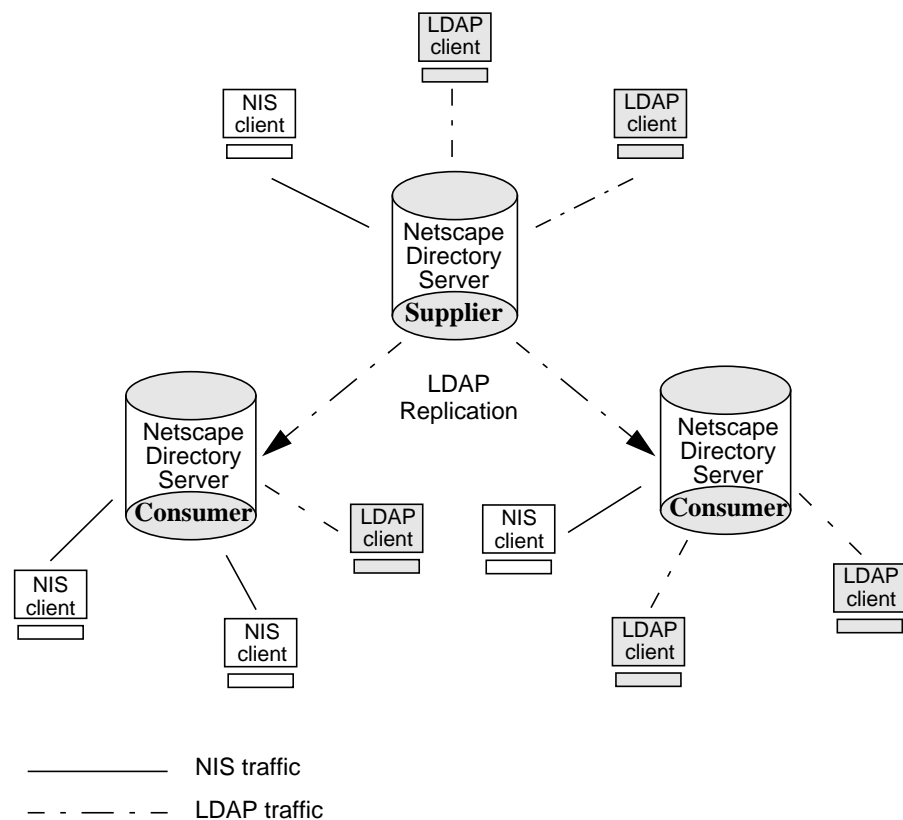 LDAP
client
NIS
client
LDAP
client
Netscape
Directory
Server
Supplier
LDAP
Replication
Netscape
Directory
Server
Consumer
Netscape
Directory
Server
Consumer
LDAP
client
NIS
client
NIS
client
NIS
client
LDAP
client
LDAP
client
NIS traffic
LDAP traffic